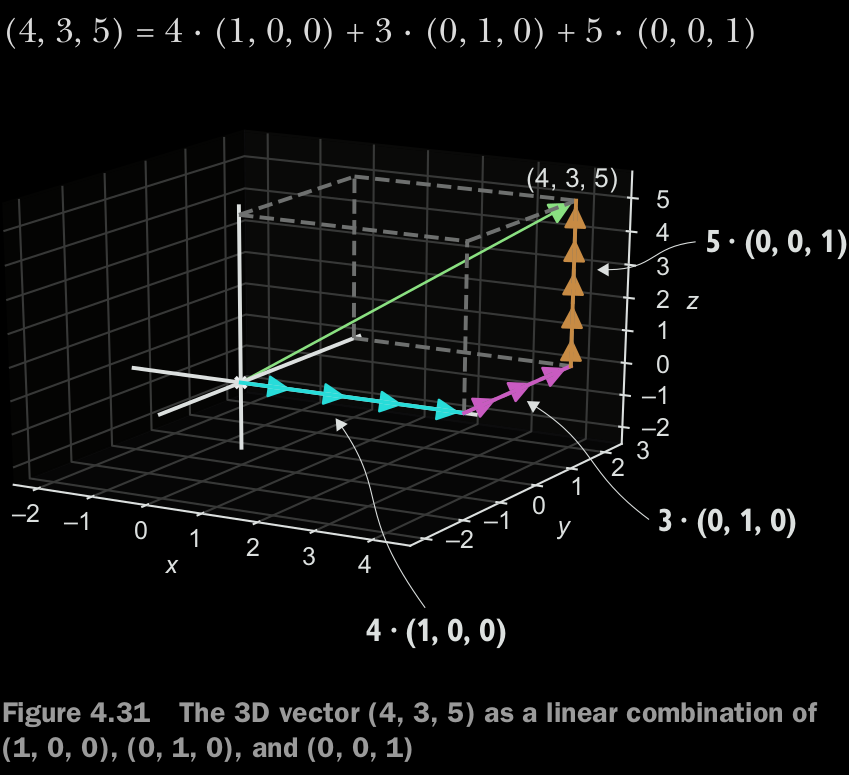 (4, 3, 5) = 4 · (1, 0, 0) + 3 · (0, 1, 0) + 5 · (0, 0, 1)
(4, 3, 5)
5
4
3
2
1
0
−1
−2
z
5 · (0, 0, 1)
3
2
1
0
−1
−2
y
3 · (0, 1, 0)
−2
−1
0
1
2
3
4
x
4 · (1, 0, 0)
Figure 4.31 The 3D vector (4, 3, 5) as a linear combination of
(1, 0, 0), (0, 1, 0), and (0, 0, 1)